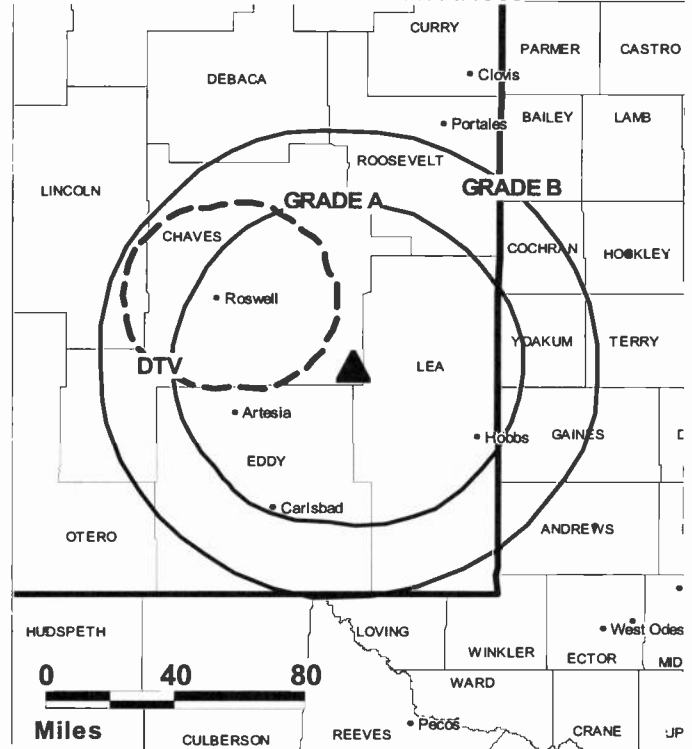 CURRY
PARMER
CASTRO
DEBACA
Clovis
Portales
BAILEY
LAMB
ROOSEVELT
LINCOLN
GRADE A
GRADE B
CHAVES
COCHRAN
HOCKLEY
Roswell
YOAKUM
TERRY
DTV
LEA
Artesia
Hobbs
GAINES
EDDY
Carlsbad
OTERO
ANDREWS
HUDSPETH
LOVING
West Odes
WINKLER
ECTOR
MID
0 40 80
WARD
Miles
Pecos
CULBERSON
REEVES
CRANE
UP